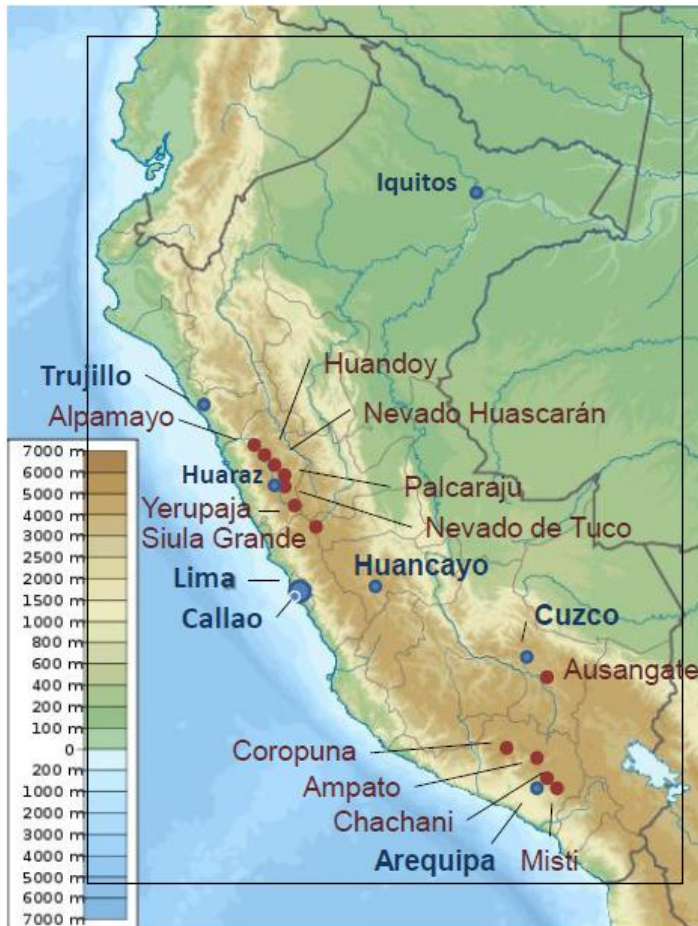 Iquitos
Huandoy
Trujillo
Alpamayo
Nevado Huascarán
Huaraz
Palcarajú
Yerupaja
Nevado de Tuco
Siula Grande
Lima
Huancayo
Callao
Cuzco
Ausangate
Coropuna
Ampato
Chachani
Arequipa
Misti
7000 m
6000 m
5000 m
4000 m
3000 m
2000 m
1500 m
1000 m
800 m
600 m
400 m
200 m
100 m
0
200 m
1000 m
2000 m
3000 m
4000 m
5000 m
6000 m
7000 m